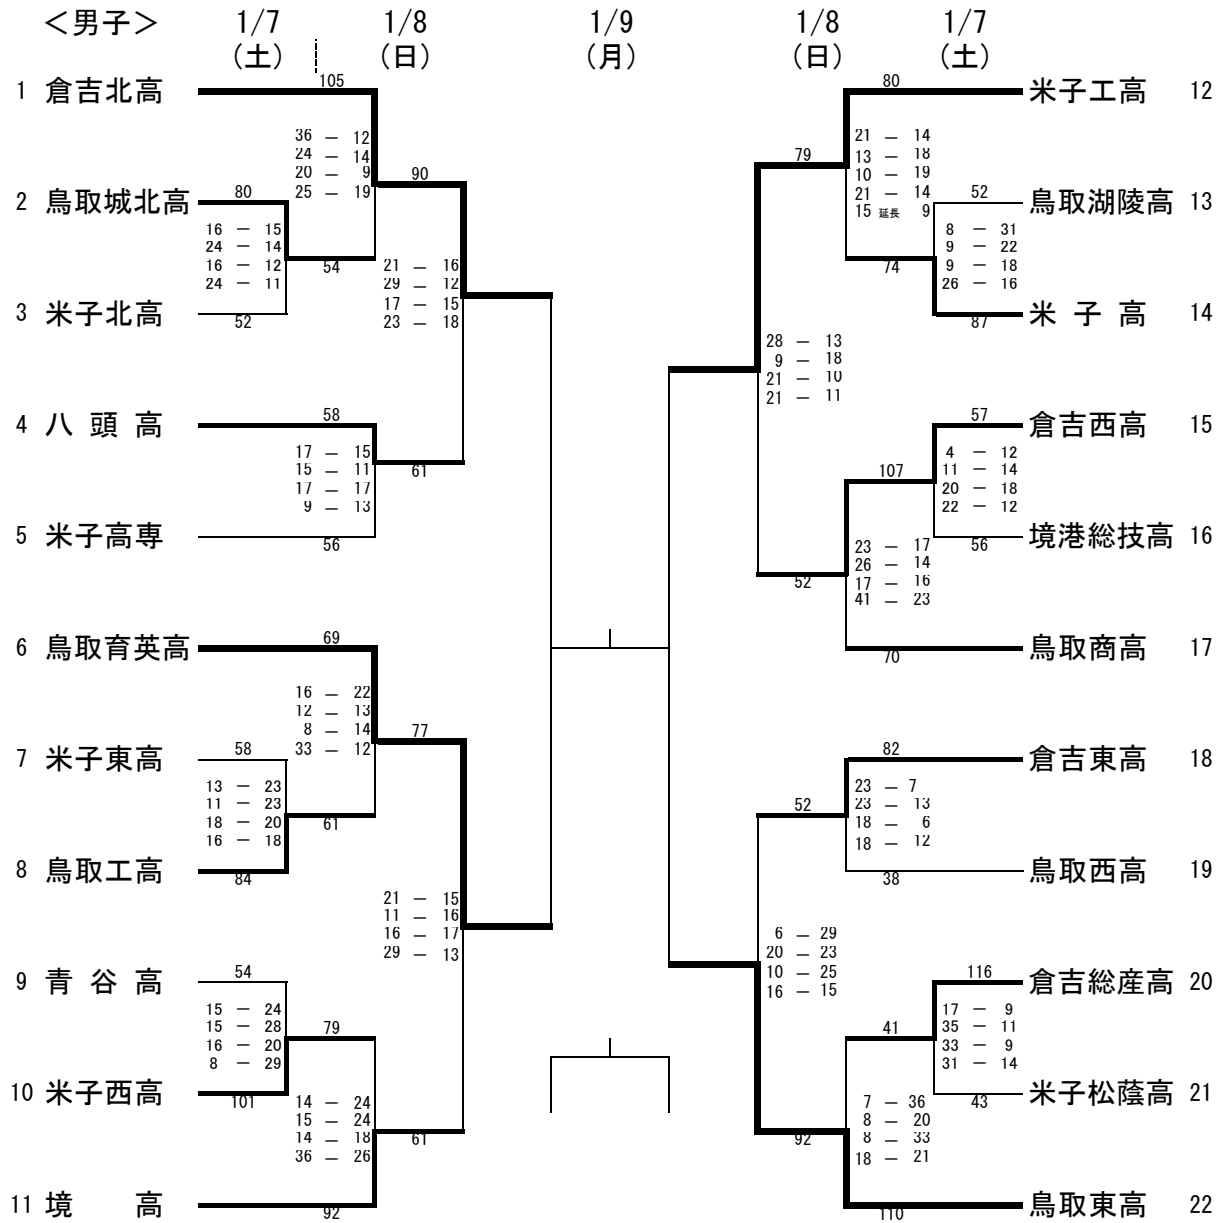 ＜男子＞ 1/7 1/8 1/9 1/8 1/7
（土） （日） （月） （日） （土）
1 倉吉北高
105
36 － 12
24 － 14
20 － 9
25 － 19
90
2 鳥取城北高
80
16 － 15
24 － 14
16 － 12
24 － 11
54
21 － 16
29 － 12
17 － 15
23 － 18
3 米子北高
52
4 八頭高
58
17 － 15
15 － 11
17 － 17
9 － 13
61
5 米子高専
56
6 鳥取育英高
69
16 － 22
12 － 13
8 － 14
33 － 12
77
7 米子東高
58
13 － 23
11 － 23
18 － 20
16 － 18
61
8 鳥取工高
84
21 － 15
11 － 16
16 － 17
29 － 13
9 青谷高
54
15 － 24
15 － 28
16 － 20
8 － 29
79
10 米子西高
101
14 － 24
15 － 24
14 － 18
36 － 26
61
11 境高
92
80
米子工高 12
21 － 14
13 － 18
10 － 19
21 － 14
15 延長 9
79
52
鳥取湖陵高 13
8 － 31
9 － 22
9 － 18
26 － 16
74
米子高 14
87
28 － 13
9 － 18
21 － 10
21 － 11
57
倉吉西高 15
4 － 12
11 － 14
20 － 18
22 － 12
107
境港総技高 16
56
23 － 17
26 － 14
17 － 16
41 － 23
52
鳥取商高 17
70
82
倉吉東高 18
23 － 7
23 － 13
18 － 6
18 － 12
52
鳥取西高 19
38
6 － 29
20 － 23
10 － 25
16 － 15
116
倉吉総産高 20
17 － 9
35 － 11
33 － 9
31 － 14
41
米子松蔭高 21
43
7 － 36
8 － 20
8 － 33
18 － 21
92
鳥取東高 22
110